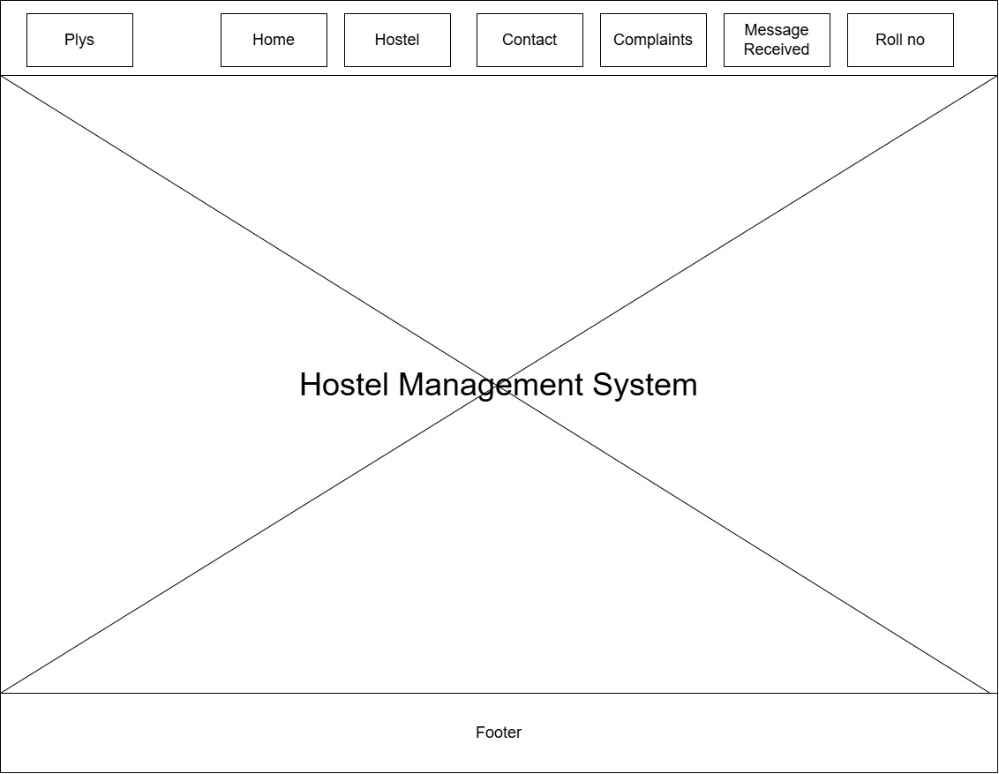 Plys
Home
Hostel
Contact
Complaints
Message
Received
Roll no
Hostel Management System
Footer